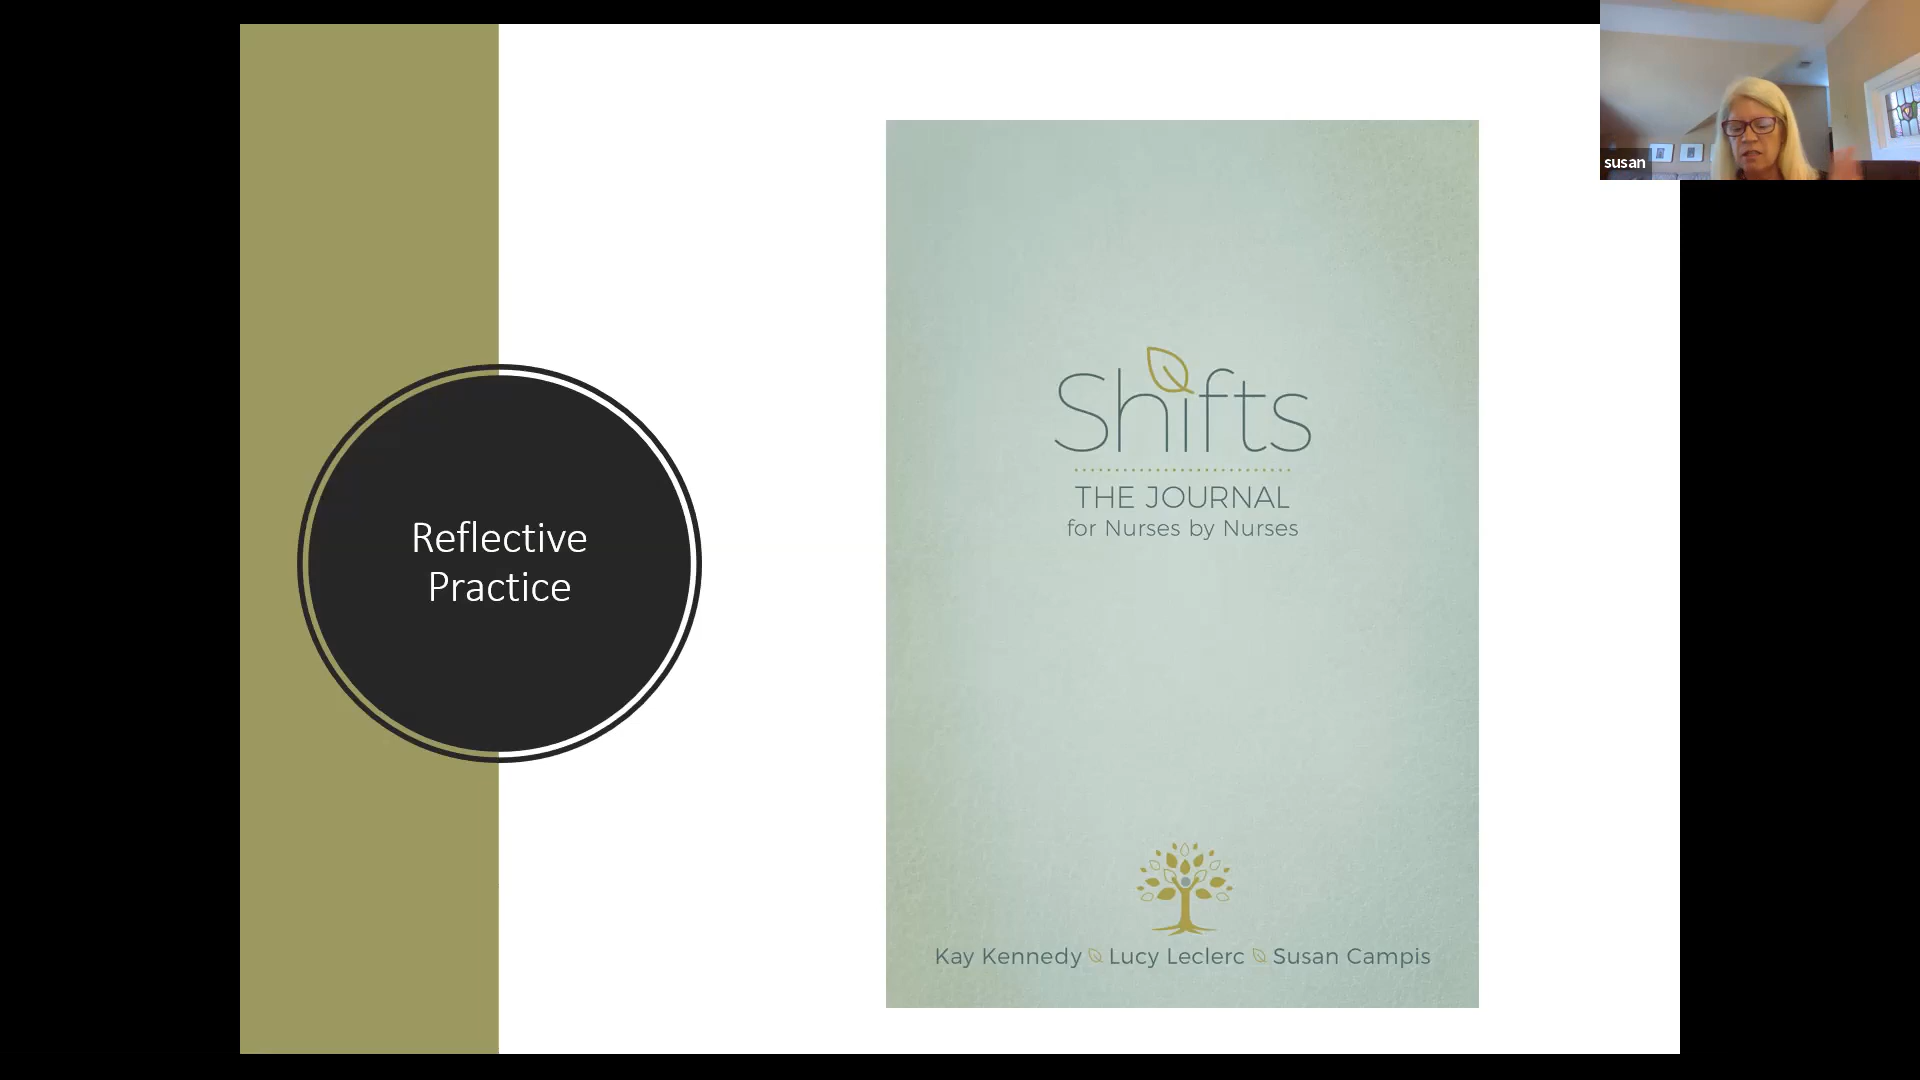 susan
Reflective
Practice
Shifts
THE JOURNAL
for Nurses by Nurses
Kay Kennedy Lucy Leclerc Susan Campis